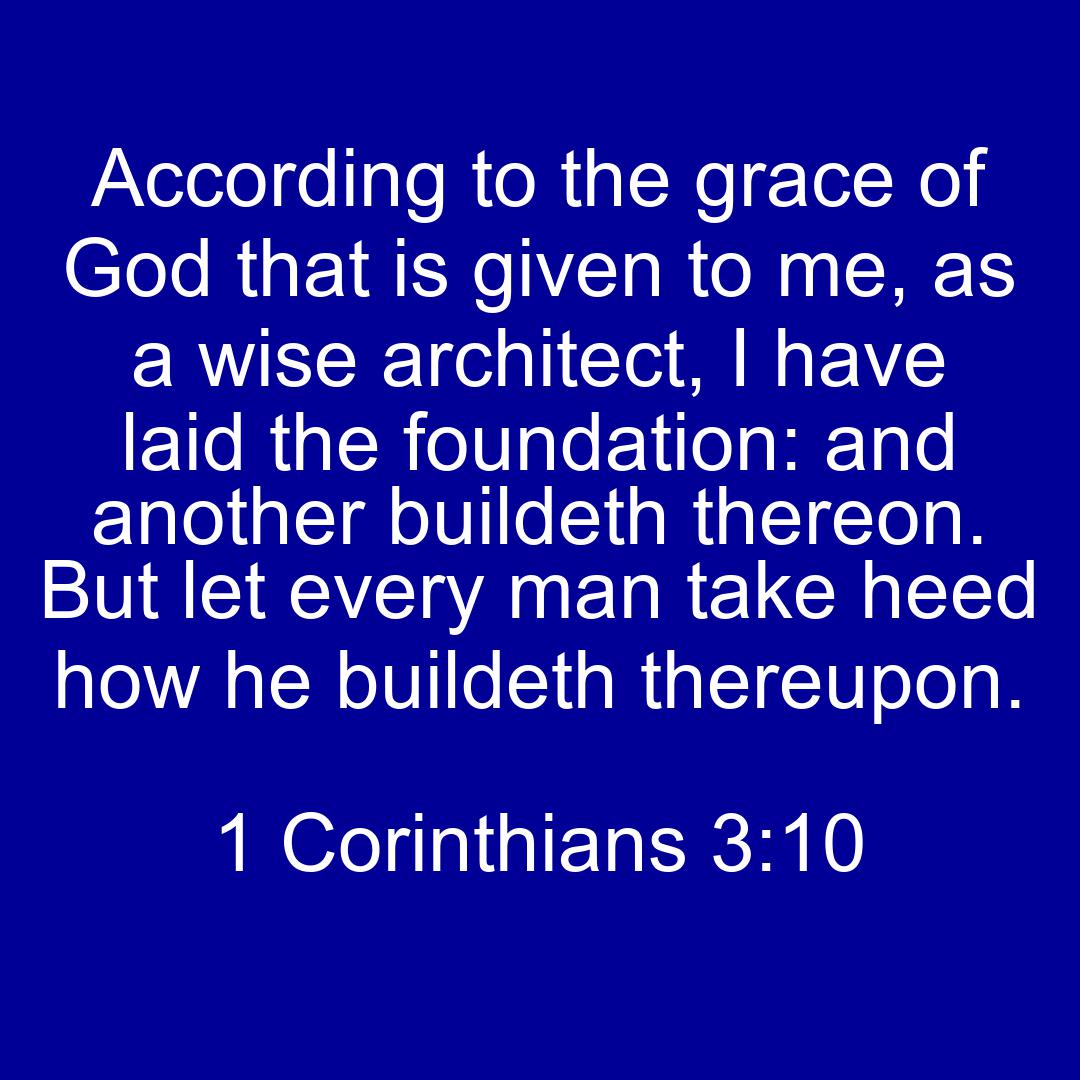 According to the grace of
God that is given to me, as
a wise architect, I have
laid the foundation: and
another buildeth thereon.
But let every man take heed
how he buildeth thereupon.
1 Corinthians 3:10